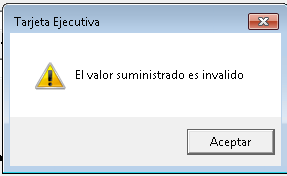 Tarjeta Ejecutiva
El valor suministrado es invalido
Aceptar